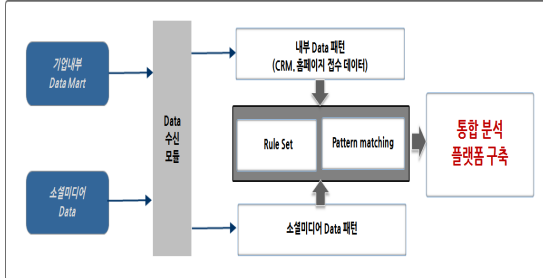 기업내부
Data Mart
소셜미디어
Data
Data
수신
모듈
내부 Data 패턴
(CRM, 홈페이지 접수 데이터)
Rule Set
Pattern matching
소셜미디어 Data 패턴
통합 분석
플랫폼 구축